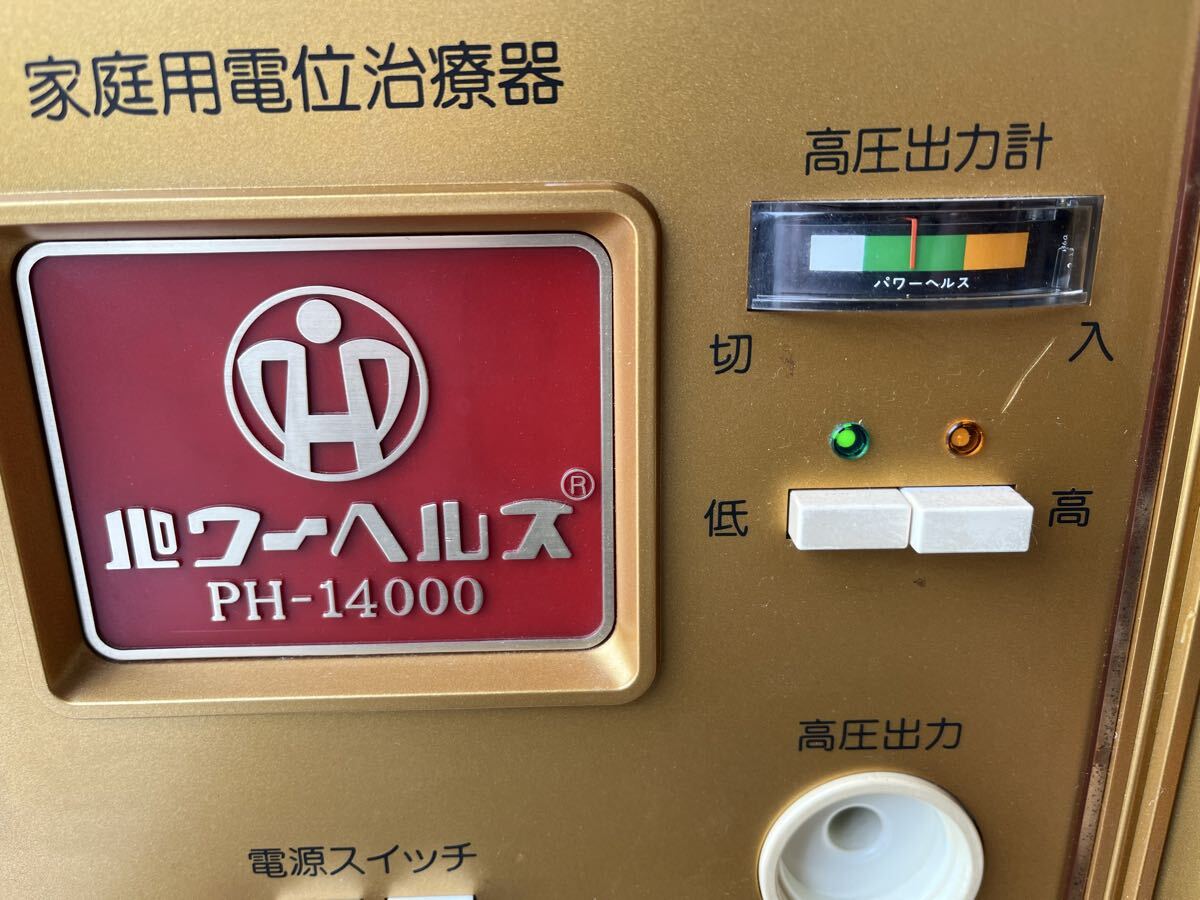 家庭用電位治療器
高圧出力計
パワーヘルス
切 入
パワーヘルス®
PH-14000
低 高
高圧出力
電源スイッチ